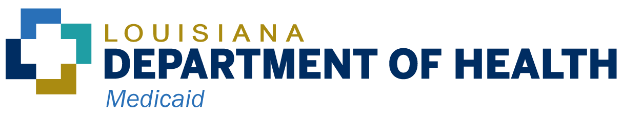 LOUISIANA
DEPARTMENT OF HEALTH
Medicaid